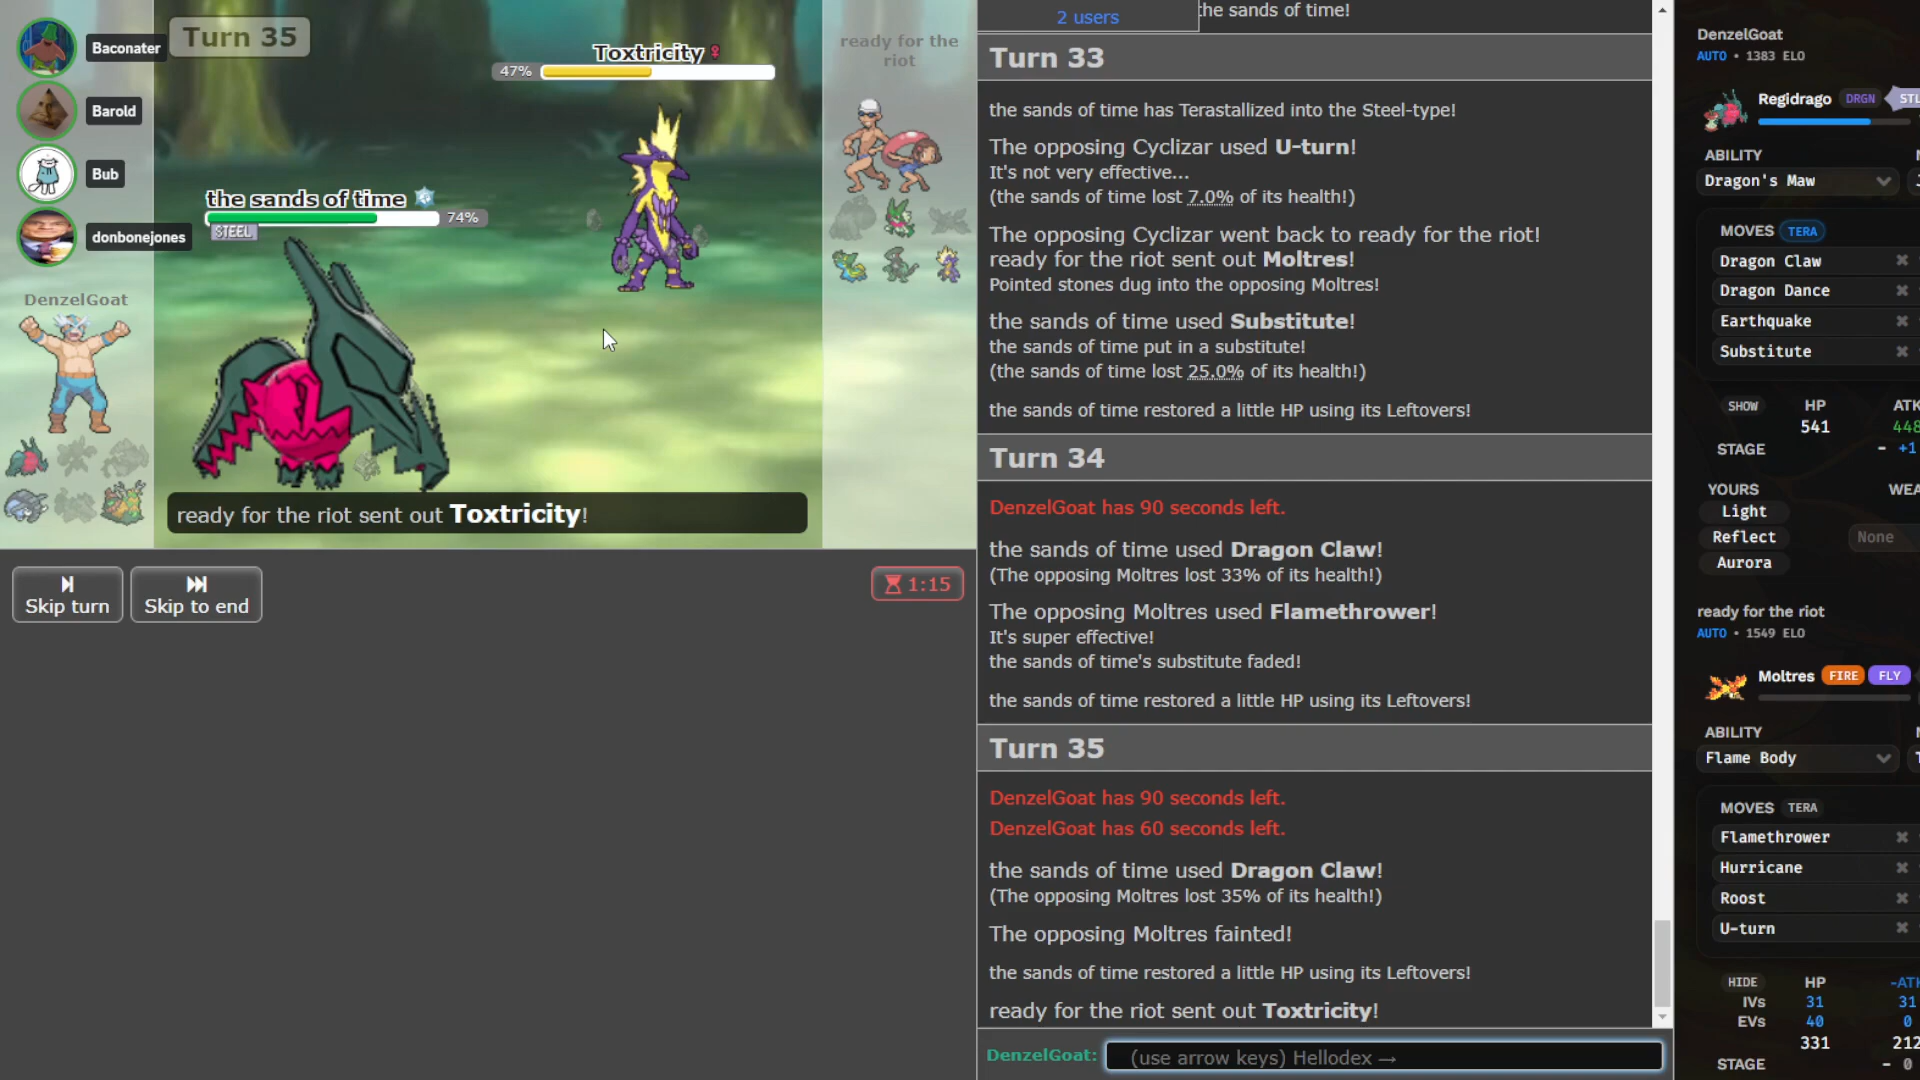 Turn 35
Baconater
Barold
Bub
donbonejones
DenzelGoat
Toxtricity
47%
the sands of time
74%
STEEL
ready for the riot
ready for the riot sent out Toxtricity!
Skip turn
Skip to end
1:15
2 users
the sands of time!
Turn 33
the sands of time has Terastallized into the Steel-type!
The opposing Cyclizar used U-turn!
It's not very effective...
(the sands of time lost 7.0% of its health!)
The opposing Cyclizar went back to ready for the riot!
ready for the riot sent out Moltres!
Pointed stones dug into the opposing Moltres!
the sands of time used Substitute!
the sands of time put in a substitute!
(the sands of time lost 25.0% of its health!)
the sands of time restored a little HP using its Leftovers!
Turn 34
DenzelGoat has 90 seconds left.
the sands of time used Dragon Claw!
(The opposing Moltres lost 33% of its health!)
The opposing Moltres used Flamethrower!
It's super effective!
the sands of time's substitute faded!
the sands of time restored a little HP using its Leftovers!
Turn 35
DenzelGoat has 90 seconds left.
DenzelGoat has 60 seconds left.
the sands of time used Dragon Claw!
(The opposing Moltres lost 35% of its health!)
The opposing Moltres fainted!
the sands of time restored a little HP using its Leftovers!
ready for the riot sent out Toxtricity!
DenzelGoat: (use arrow keys) Hellodex →
DenzelGoat
AUTO • 1383 ELO
Regidrago DRGN STL
ABILITY
Dragon's Maw
MOVES TERA
Dragon Claw
Dragon Dance
Earthquake
Substitute
SHOW HP ATK
541 448
STAGE - +1
YOURS WEA
Light
Reflect None
Aurora
ready for the riot
AUTO • 1549 ELO
Moltres FIRE FLY
ABILITY
Flame Body
MOVES TERA
Flamethrower
Hurricane
Roost
U-turn
HIDE HP -ATK
IVs 31 31
EVs 40 0
331 212
STAGE - 0